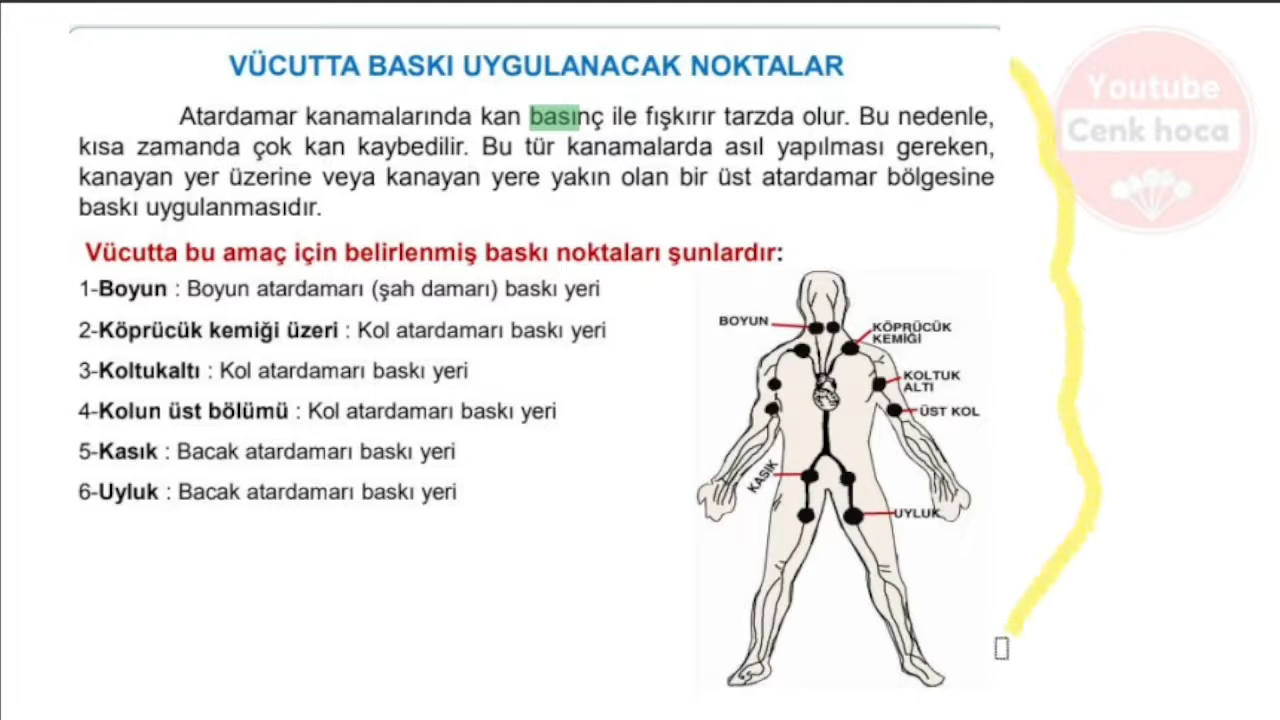 VÜCUTTA BASKI UYGULANACAK NOKTALAR
Atardamar kanamalarında kan basınç ile fışkırır tarzda olur. Bu nedenle,
kısa zamanda çok kan kaybedilir. Bu tür kanamalarda asıl yapılması gereken,
kanayan yer üzerine veya kanayan yere yakın olan bir üst atardamar bölgesine
baskı uygulanmasıdır.
Vücutta bu amaç için belirlenmiş baskı noktaları şunlardır:
1-Boyun : Boyun atardamarı (şah damarı) baskı yeri
2-Köprücük kemiği üzeri : Kol atardamarı baskı yeri
3-Koltukaltı : Kol atardamarı baskı yeri
4-Kolun üst bölümü : Kol atardamarı baskı yeri
5-Kasık : Bacak atardamarı baskı yeri
6-Uyluk : Bacak atardamarı baskı yeri
BOYUN
KÖPRÜCÜK
KEMİĞİ
KOLTUK
ALTI
ÜST KOL
KASIK
UYLUK
Youtube
Cenk hoca